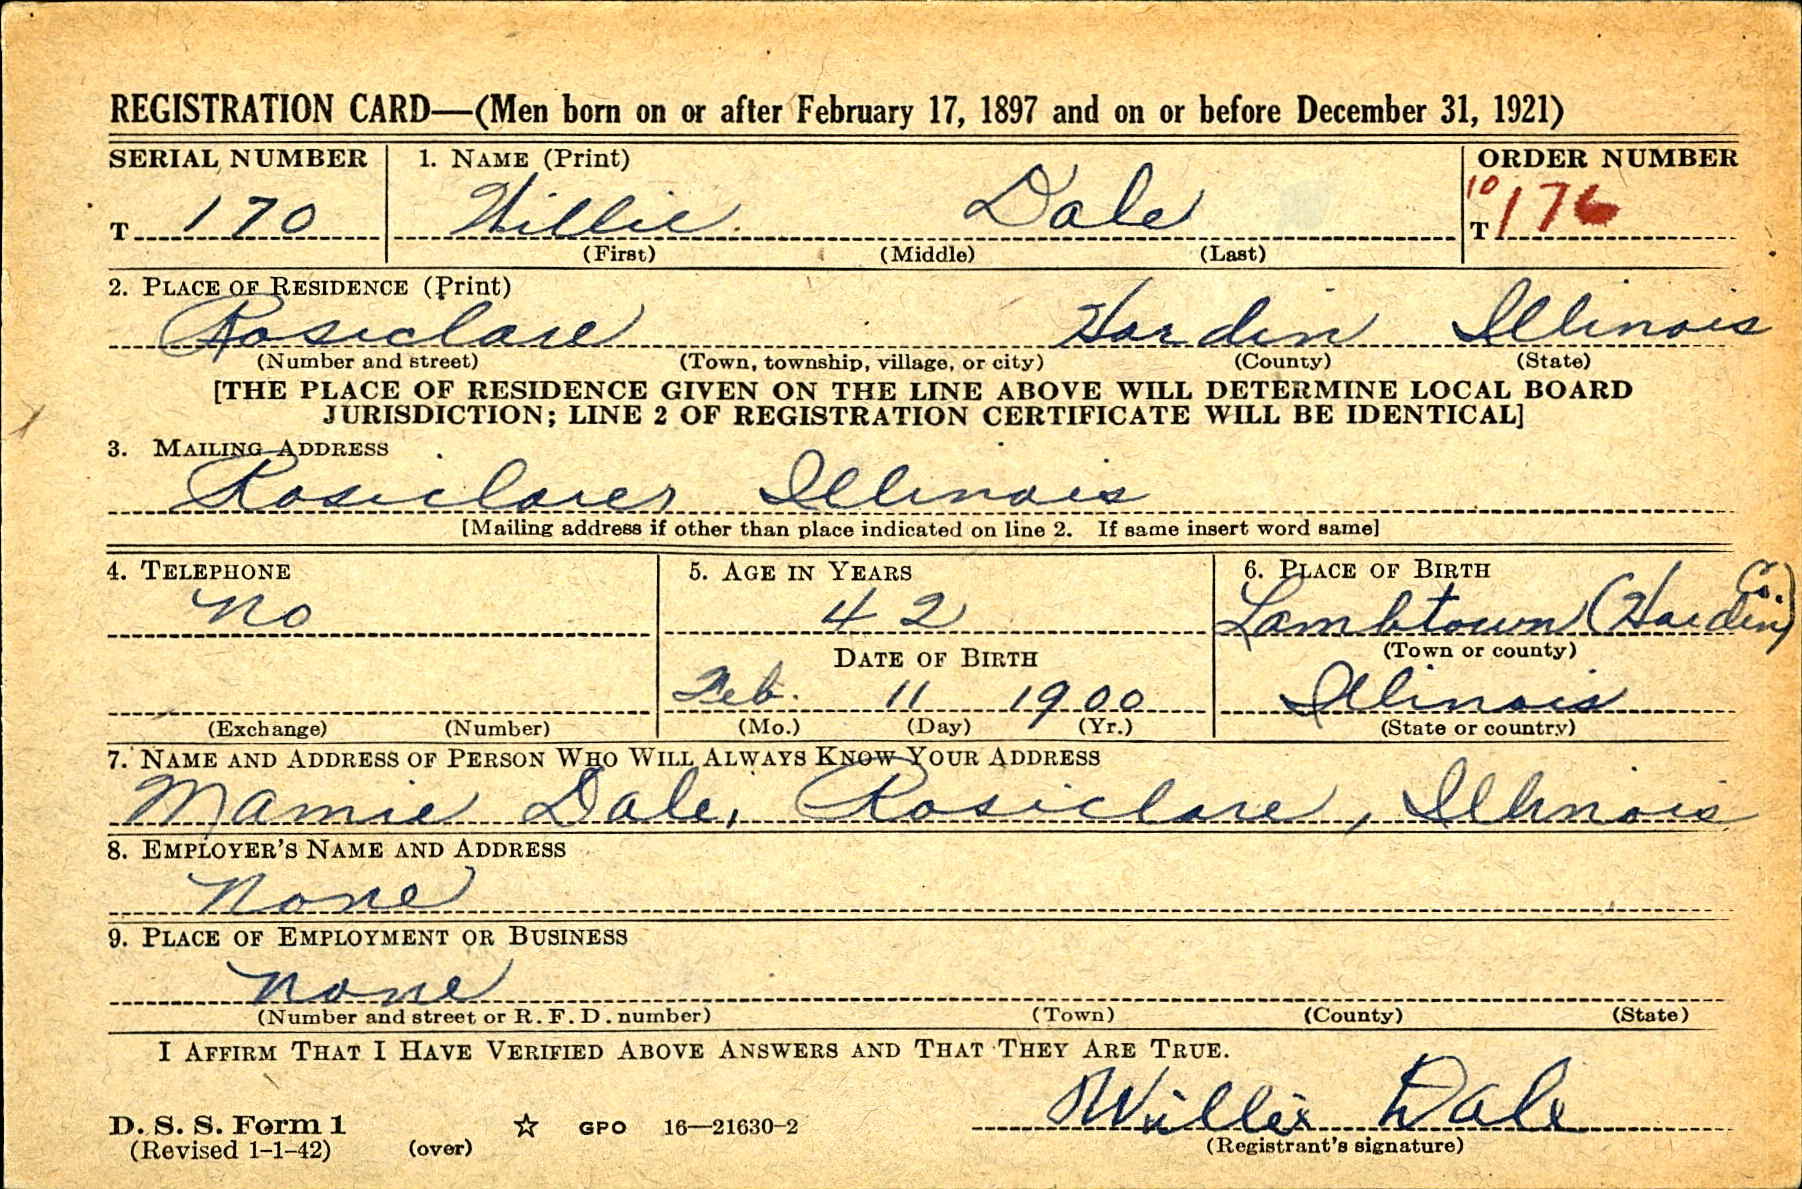 REGISTRATION CARD—(Men born on or after February 17, 1897 and on or before December 31, 1921)
SERIAL NUMBER 1. NAME (Print) ORDER NUMBER
T 170 Willie Dale 10 T 176
(First) (Middle) (Last)
2. PLACE OF RESIDENCE (Print)
Rosiclare Hardin Illinois
(Number and street) (Town, township, village, or city) (County) (State)
[THE PLACE OF RESIDENCE GIVEN ON THE LINE ABOVE WILL DETERMINE LOCAL BOARD
JURISDICTION; LINE 2 OF REGISTRATION CERTIFICATE WILL BE IDENTICAL]
3. MAILING ADDRESS
Rosiclare, Illinois
[Mailing address if other than place indicated on line 2. If same insert word same]
4. TELEPHONE 5. AGE IN YEARS 6. PLACE OF BIRTH
No 42 Lambtown (Hardin Co.)
(Town or county)
DATE OF BIRTH
Feb. 11 1900 Illinois
(Exchange) (Number) (Mo.) (Day) (Yr.) (State or country)
7. NAME AND ADDRESS OF PERSON WHO WILL ALWAYS KNOW YOUR ADDRESS
Mamie Dale, Rosiclare, Illinois
8. EMPLOYER'S NAME AND ADDRESS
None
9. PLACE OF EMPLOYMENT OR BUSINESS
None
(Number and street or R. F. D. number) (Town) (County) (State)
I AFFIRM THAT I HAVE VERIFIED ABOVE ANSWERS AND THAT THEY ARE TRUE.
Willie Dale
D. S. S. Form 1 ☆ GPO 16—21630-2
(Revised 1-1-42) (over) (Registrant's signature)